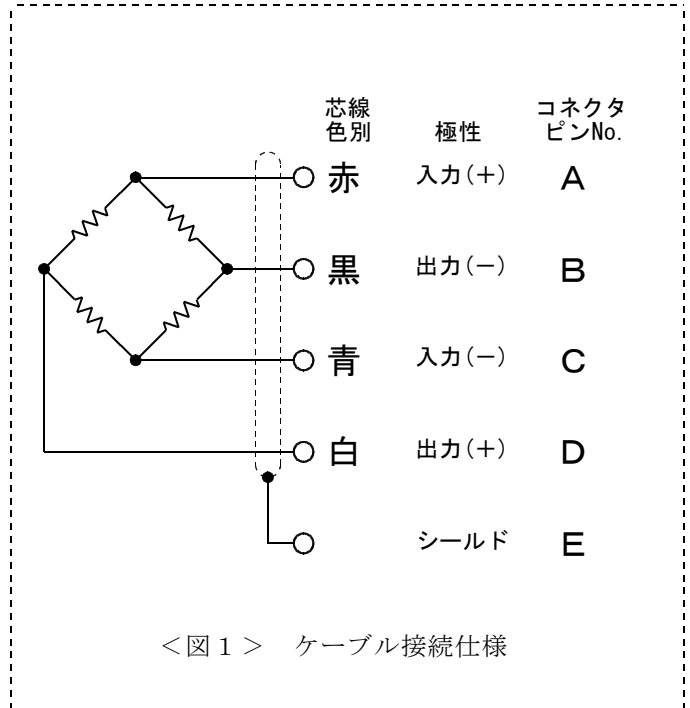 芯線 コネクタ
色別 極性 ピンNo.
赤 入力(+) A
黒 出力(-) B
青 入力(-) C
白 出力(+) D
シールド E
<図1> ケーブル接続仕様